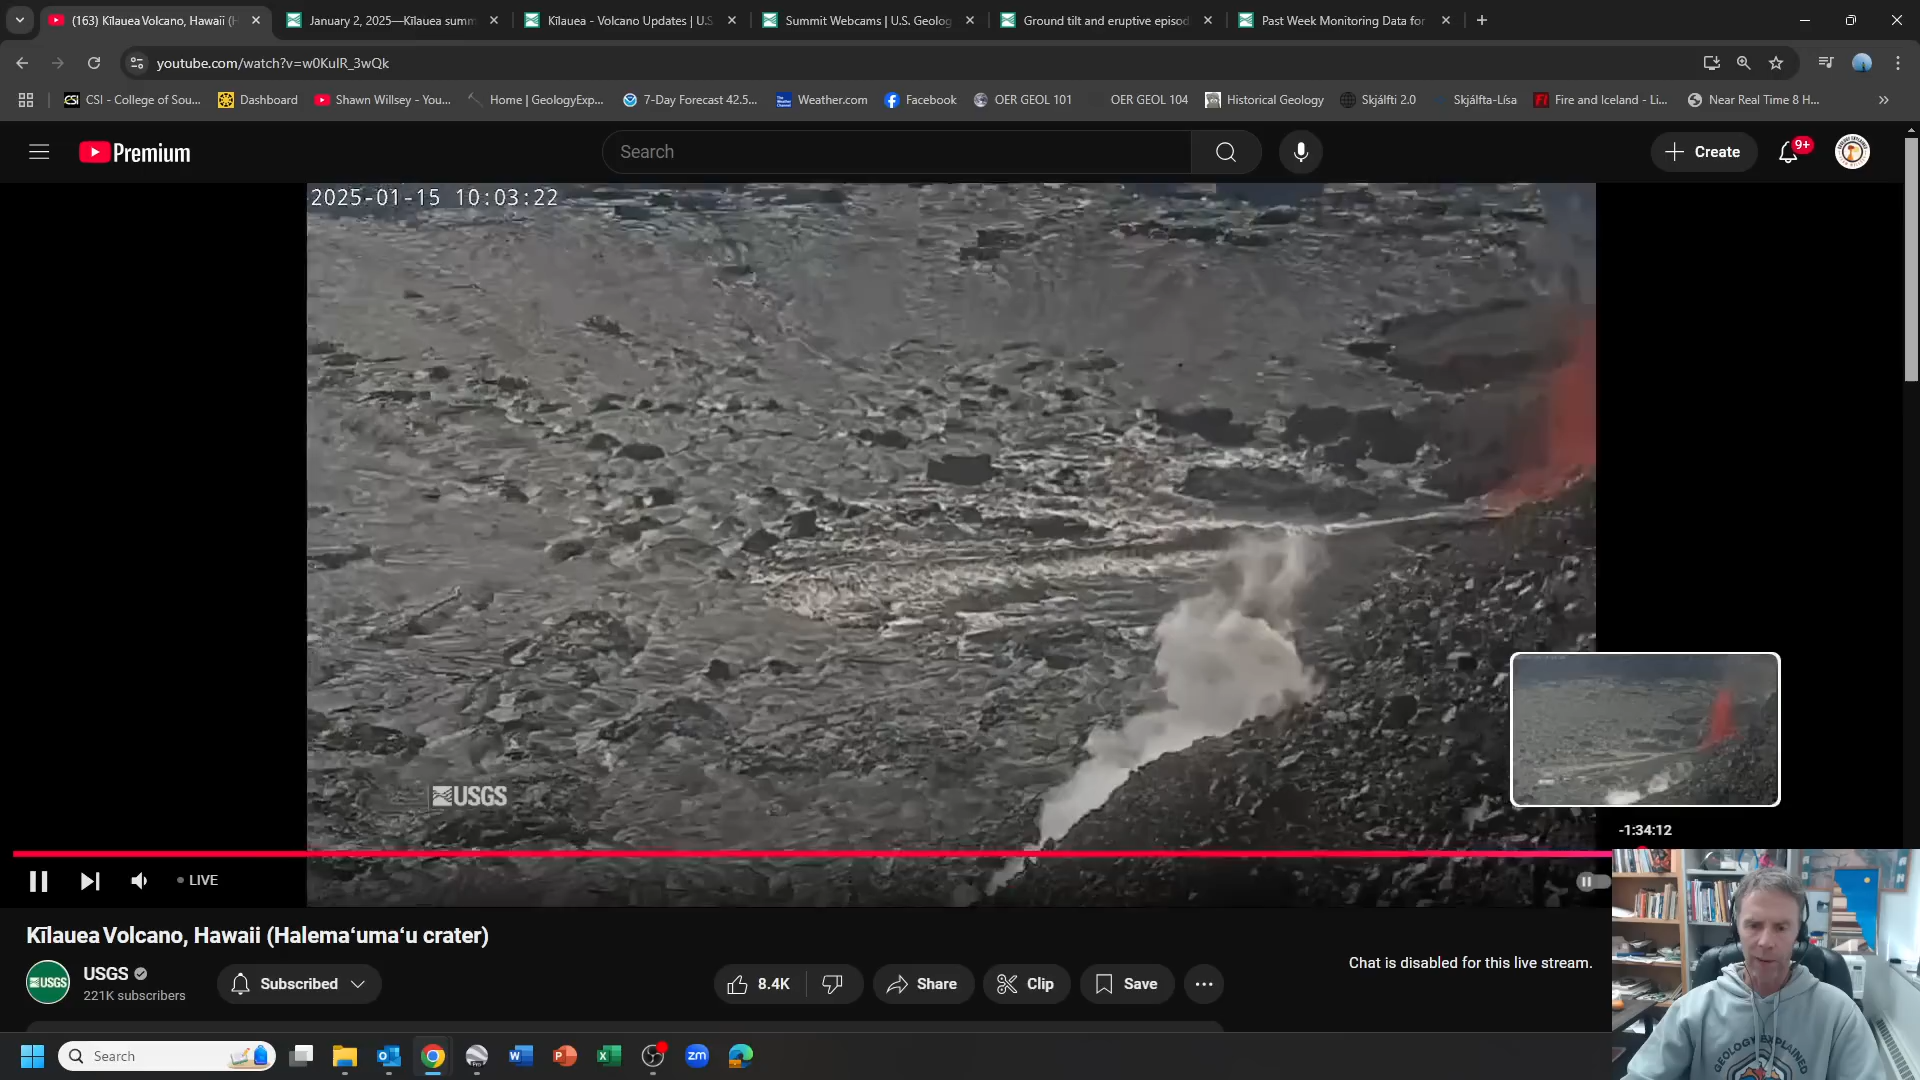 (163) Kīlauea Volcano, Hawaii (H
January 2, 2025—Kīlauea summ
Kīlauea - Volcano Updates | U.S
Summit Webcams | U.S. Geolog
Ground tilt and eruptive episod
Past Week Monitoring Data for
youtube.com/watch?v=w0KuIR_3wQk
CSI - College of Sou...
Dashboard
Shawn Willsey - You...
Home | GeologyExp...
7-Day Forecast 42.5...
Weather.com
Facebook
OER GEOL 101
OER GEOL 104
Historical Geology
Skjálfti 2.0
Skjálfta-Lísa
Fire and Iceland - Li...
Near Real Time 8 H...
Premium
Search
Create
9+
2025-01-15 10:03:22
USGS
-1:34:12
LIVE
Kīlauea Volcano, Hawaii (Halemaʻumaʻu crater)
USGS
USGS
221K subscribers
Subscribed
8.4K
Share
Clip
Save
Chat is disabled for this live stream.
GEOLOGY EXPLAINED
Search
zm